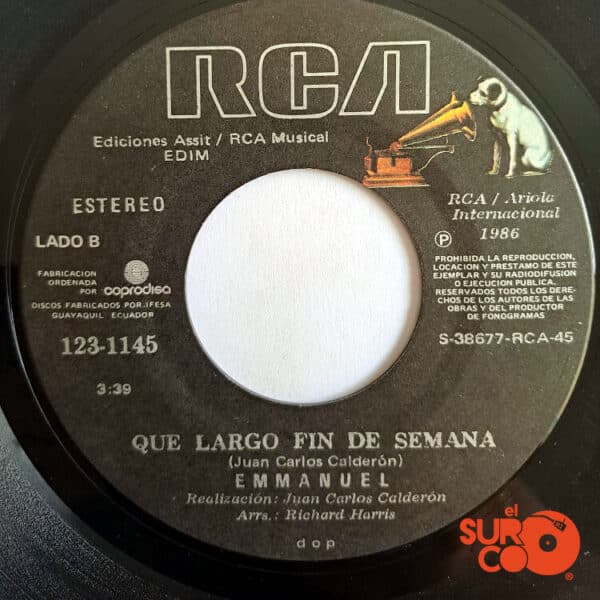 RCA
Ediciones Assit / RCA Musical
EDIM
ESTEREO
LADO B
FABRICACION
ORDENADA
POR coprodisa
DISCOS FABRICADOS POR:IFESA
GUAYAQUIL ECUADOR
123-1145
3:39
RCA / Ariola
Internacional
℗ 1986
PROHIBIDA LA REPRODUCCION,
LOCACION Y PRESTAMO DE ESTE
EJEMPLAR Y SU RADIODIFUSION
O EJECUCION PUBLICA.
RESERVADOS TODOS LOS DERE-
CHOS DE LOS AUTORES DE LAS
OBRAS Y DEL PRODUCTOR
DE FONOGRAMAS
S-38677-RCA-45
QUE LARGO FIN DE SEMANA
(Juan Carlos Calderón)
EMMANUEL
Realización: Juan Carlos Calderón
Arrs.: Richard Harris
dop
el
SUR
CO
®